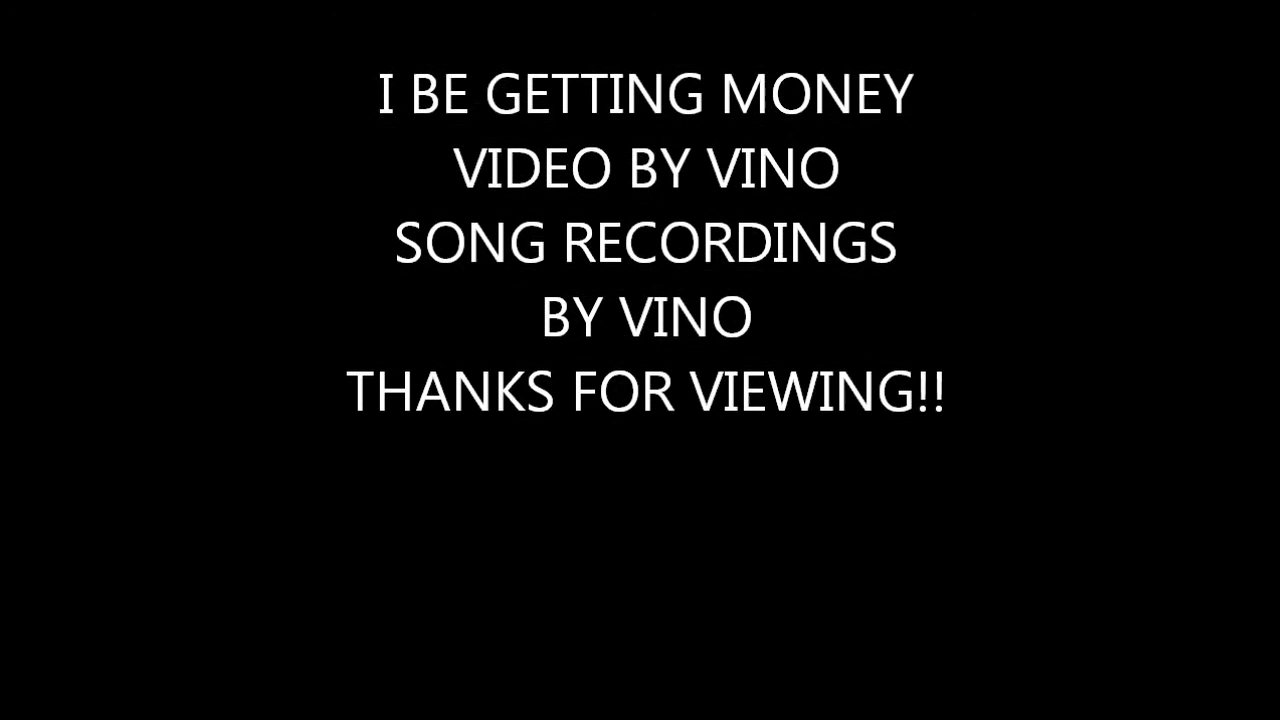 I BE GETTING MONEY
VIDEO BY VINO
SONG RECORDINGS
BY VINO
THANKS FOR VIEWING!!